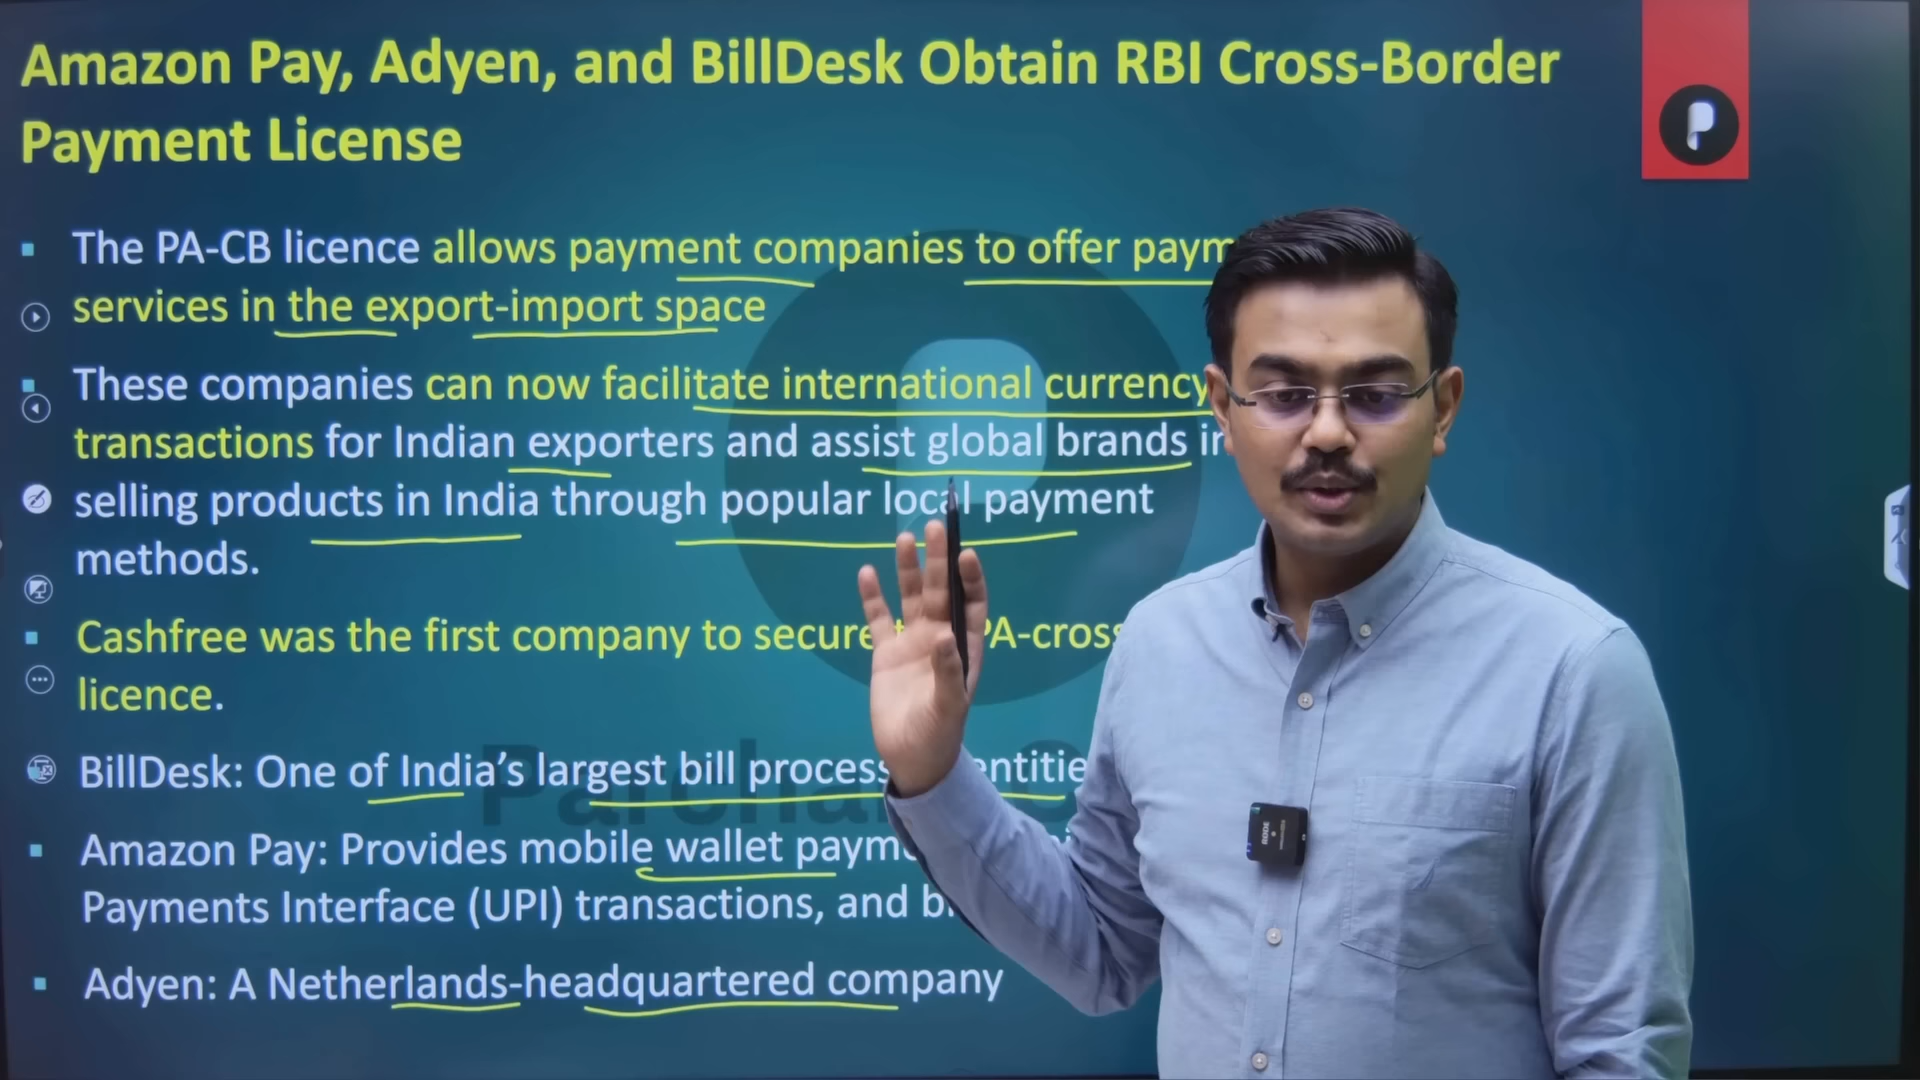 Amazon Pay, Adyen, and BillDesk Obtain RBI Cross-Border
Payment License
The PA-CB licence allows payment companies to offer
services in the export-import space
These companies can now facilitate international currency
transactions for Indian exporters and assist global brands
selling products in India through popular local payment
methods.
Cashfree was the first company to secure
licence.
BillDesk: One of India's largest bill
Amazon Pay: Provides mobile wallet
Payments Interface (UPI) transactions, and
Adyen: A Netherlands-headquartered company
RODE